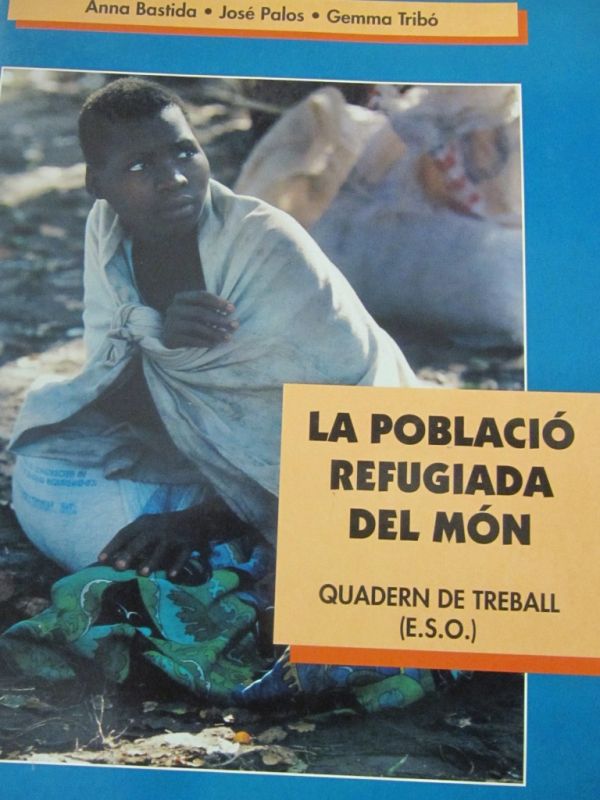 Anna Bastida • José Palos • Gemma Tribó
LA POBLACIÓ
REFUGIADA
DEL MÓN
QUADERN DE TREBALL
(E.S.O.)